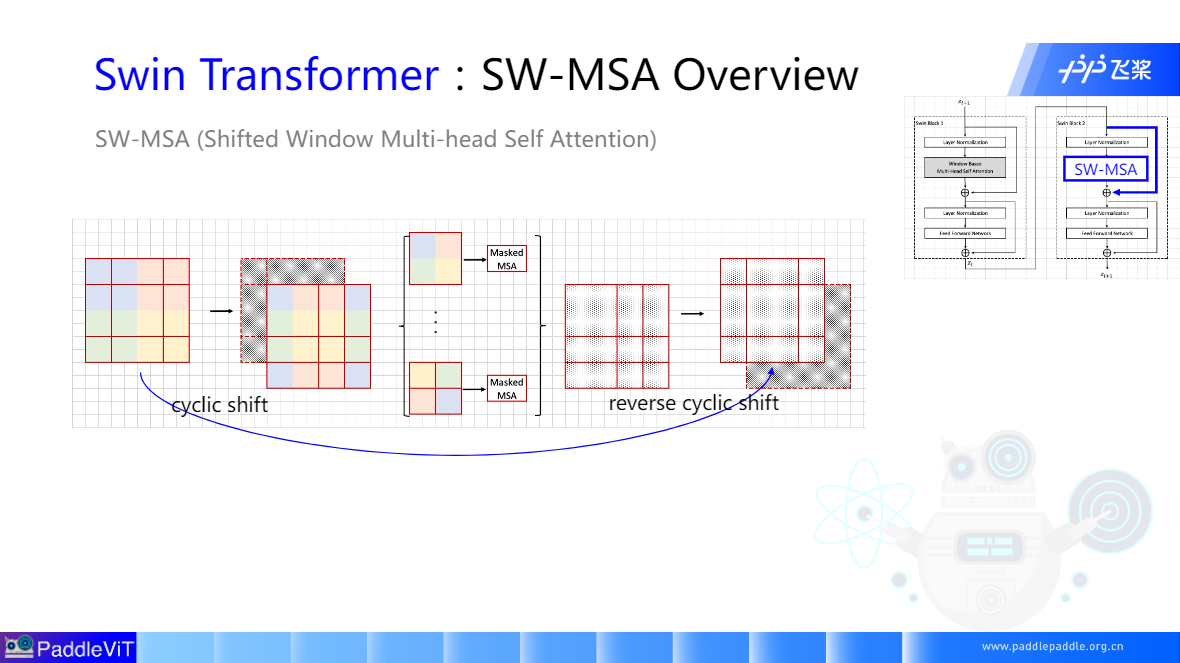 Swin Transformer : SW-MSA Overview
飞桨
SW-MSA (Shifted Window Multi-head Self Attention)
x_{t-1}
Swin Block 1
Layer Normalization
Window Based
Multi-Head Self Attention
Layer Normalization
Feed Forward Network
x_t
Swin Block 2
Layer Normalization
SW-MSA
Layer Normalization
Feed Forward Network
x_{t+1}
Masked
MSA
Masked
MSA
cyclic shift
reverse cyclic shift
PaddleViT
www.paddlepaddle.org.cn